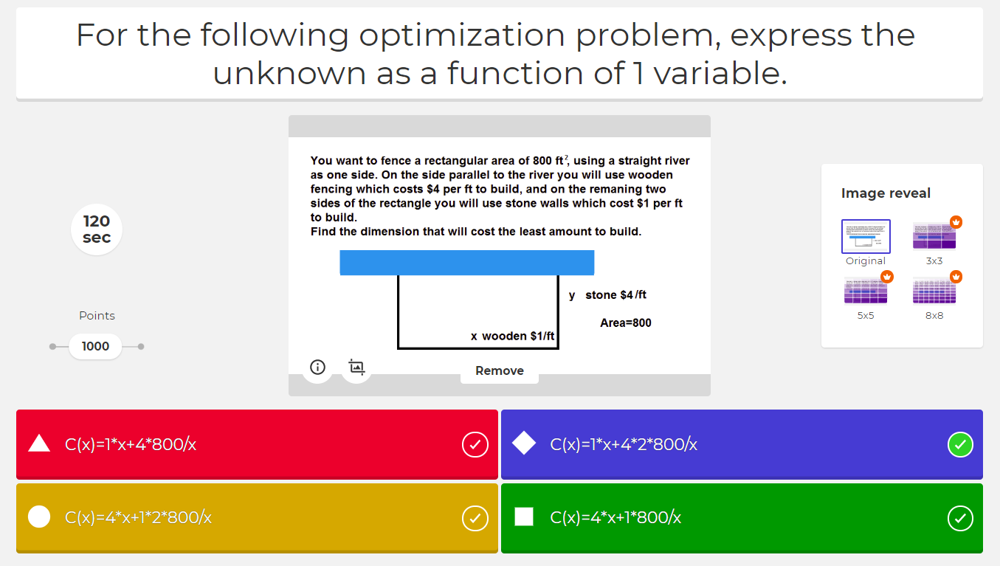 For the following optimization problem, express the
unknown as a function of 1 variable.
120
sec
Points
1000
You want to fence a rectangular area of 800 ft², using a straight river
as one side. On the side parallel to the river you will use wooden
fencing which costs $4 per ft to build, and on the remaning two
sides of the rectangle you will use stone walls which cost $1 per ft
to build.
Find the dimension that will cost the least amount to build.
y stone $4/ft
Area=800
x wooden $1/ft
Remove
Image reveal
Original
3x3
5x5
8x8
C(x)=1*x+4*800/x
C(x)=1*x+4*2*800/x
C(x)=4*x+1*2*800/x
C(x)=4*x+1*800/x